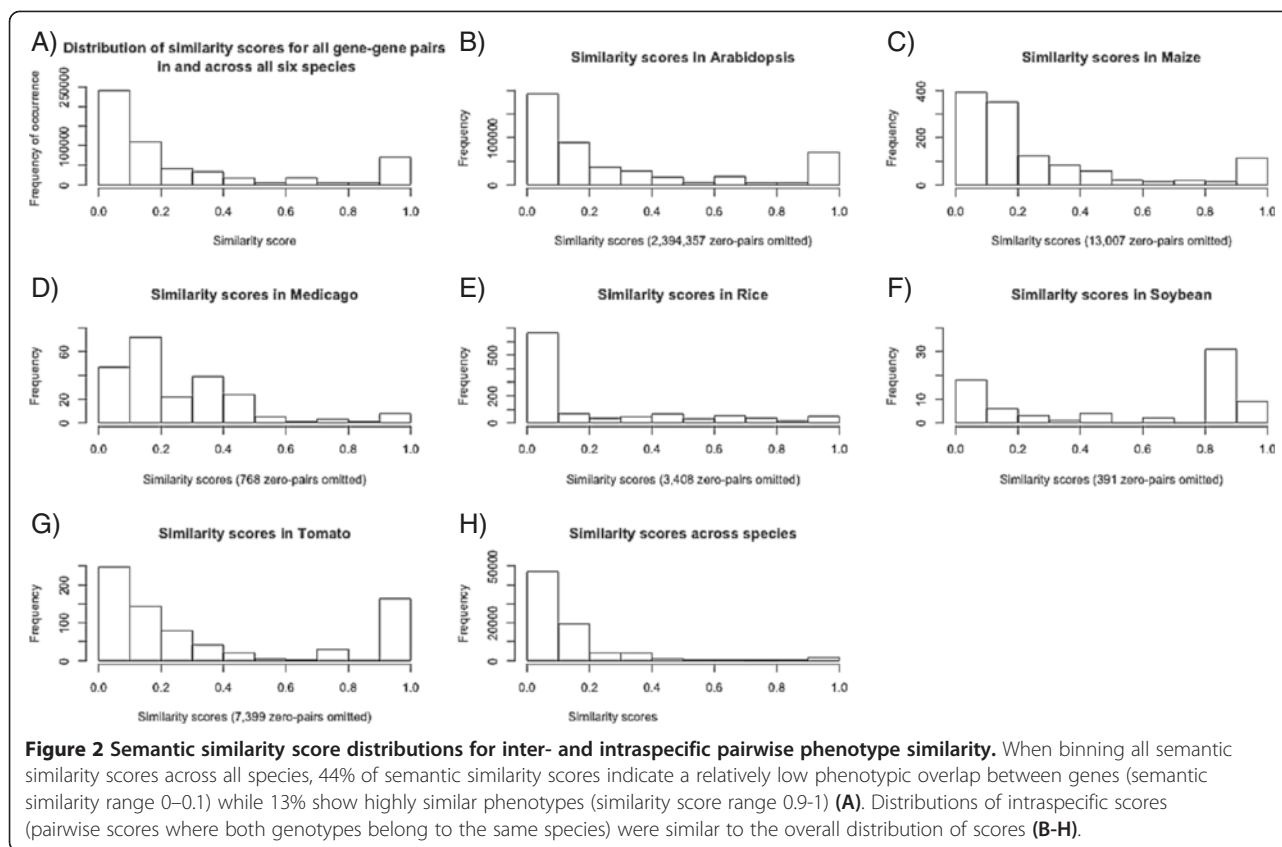 A)
Distribution of similarity scores for all gene-gene pairs
in and across all six species
Frequency of occurrence
0 100000 250000
0.0 0.2 0.4 0.6 0.8 1.0
Similarity score
B)
Similarity scores in Arabidopsis
Frequency
0 100000
0.0 0.2 0.4 0.6 0.8 1.0
Similarity scores (2,394,357 zero-pairs omitted)
C)
Similarity scores in Maize
Frequency
0 200 400
0.0 0.2 0.4 0.6 0.8 1.0
Similarity scores (13,007 zero-pairs omitted)
D)
Similarity scores in Medicago
Frequency
0 20 60
0.0 0.2 0.4 0.6 0.8 1.0
Similarity scores (768 zero-pairs omitted)
E)
Similarity scores in Rice
Frequency
0 200 500
0.0 0.2 0.4 0.6 0.8 1.0
Similarity scores (3,408 zero-pairs omitted)
F)
Similarity scores in Soybean
Frequency
0 10 30
0.0 0.2 0.4 0.6 0.8 1.0
Similarity scores (391 zero-pairs omitted)
G)
Similarity scores in Tomato
Frequency
0 100 200
0.0 0.2 0.4 0.6 0.8 1.0
Similarity scores (7,399 zero-pairs omitted)
H)
Similarity scores across species
Frequency
0 20000 50000
0.0 0.2 0.4 0.6 0.8 1.0
Similarity scores
Figure 2 Semantic similarity score distributions for inter- and intraspecific pairwise phenotype similarity. When binning all semantic
similarity scores across all species, 44% of semantic similarity scores indicate a relatively low phenotypic overlap between genes (semantic
similarity range 0–0.1) while 13% show highly similar phenotypes (similarity score range 0.9-1) (A). Distributions of intraspecific scores
(pairwise scores where both genotypes belong to the same species) were similar to the overall distribution of scores (B-H).